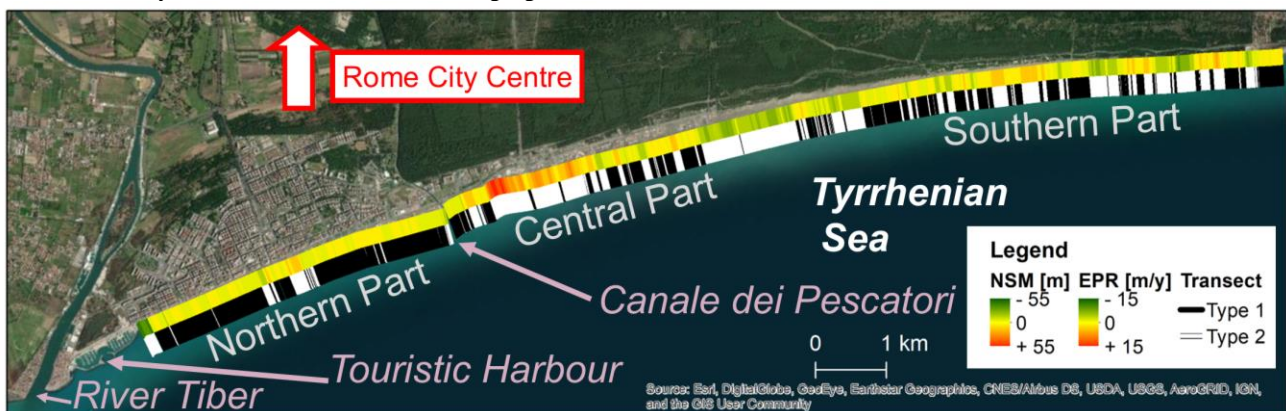 Rome City Centre
Southern Part
Central Part
Tyrrhenian
Sea
Northern Part
Canale dei Pescatori
Touristic Harbour
River Tiber
Legend
NSM [m] EPR [m/y] Transect
- 55 - 15 Type 1
0 0 Type 2
+ 55 + 15
0 1 km
Source: Esri, DigitalGlobe, GeoEye, Earthstar Geographics, CNES/Airbus DS, USDA, USGS, AeroGRID, IGN,
and the GIS User Community